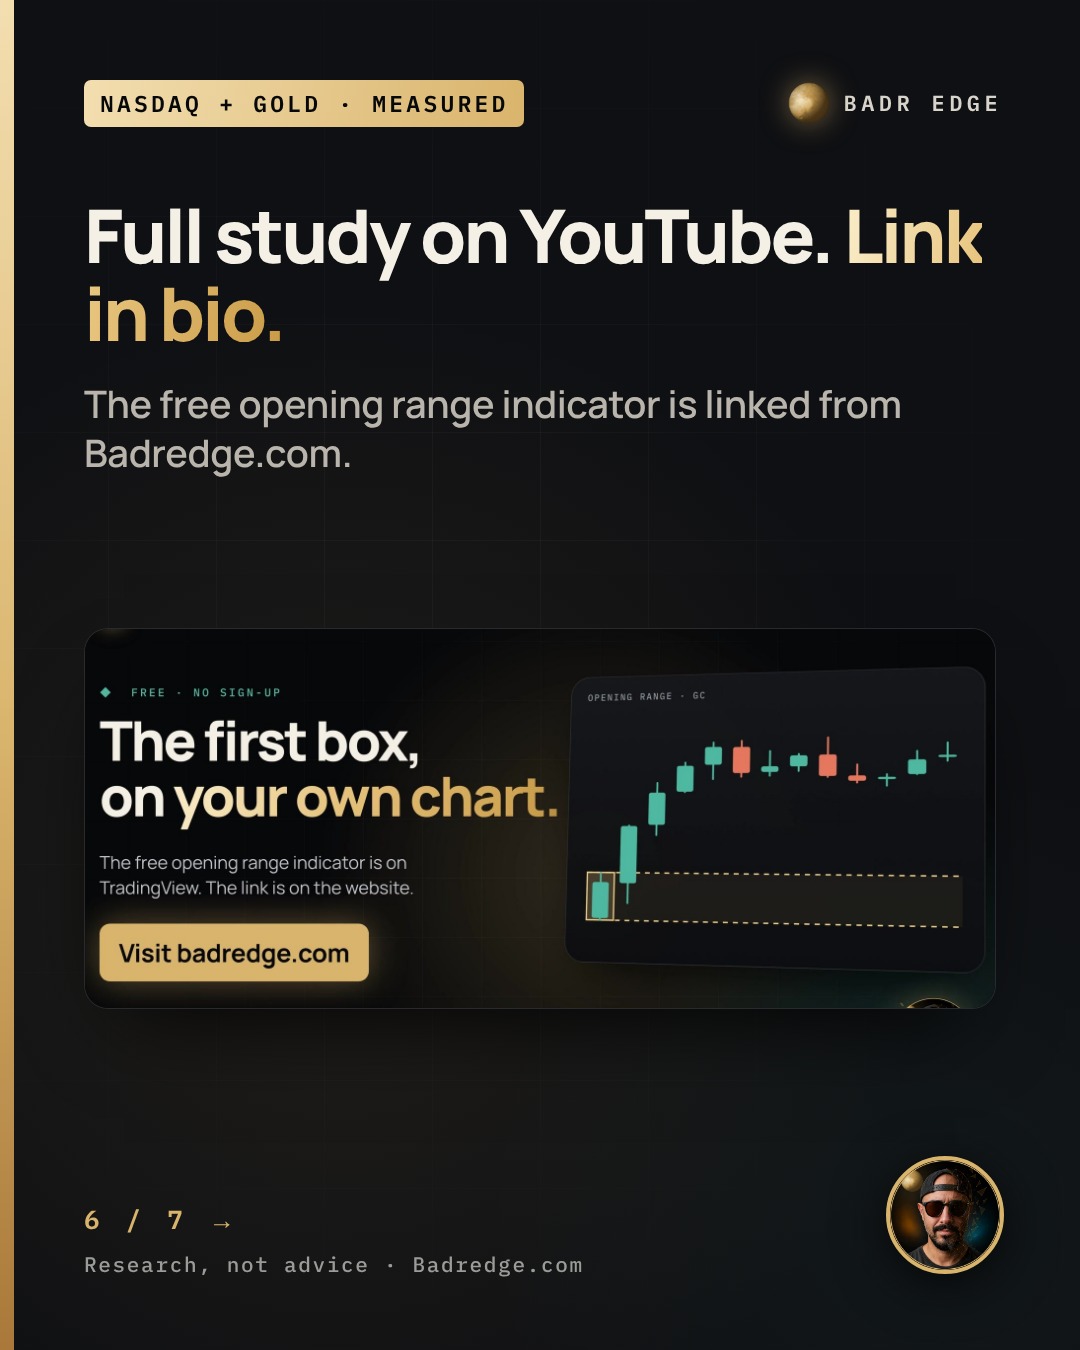 NASDAQ + GOLD · MEASURED
BADR EDGE
Full study on YouTube. Link
in bio.
The free opening range indicator is linked from
Badredge.com.
◆ FREE · NO SIGN-UP
The first box,
on your own chart.
The free opening range indicator is on
TradingView. The link is on the website.
Visit badredge.com
OPENING RANGE · GC
6 / 7 →
Research, not advice · Badredge.com